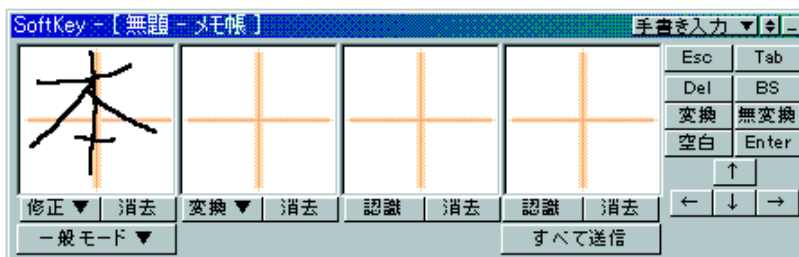 SoftKey - [ 無題 - メモ帳 ] 手書き入力 ▼
本
Esc Tab
Del BS
変換 無変換
空白 Enter
↑
← ↓ →
修正 ▼ 消去 変換 ▼ 消去 認識 消去 認識 消去
一般モード ▼ すべて送信